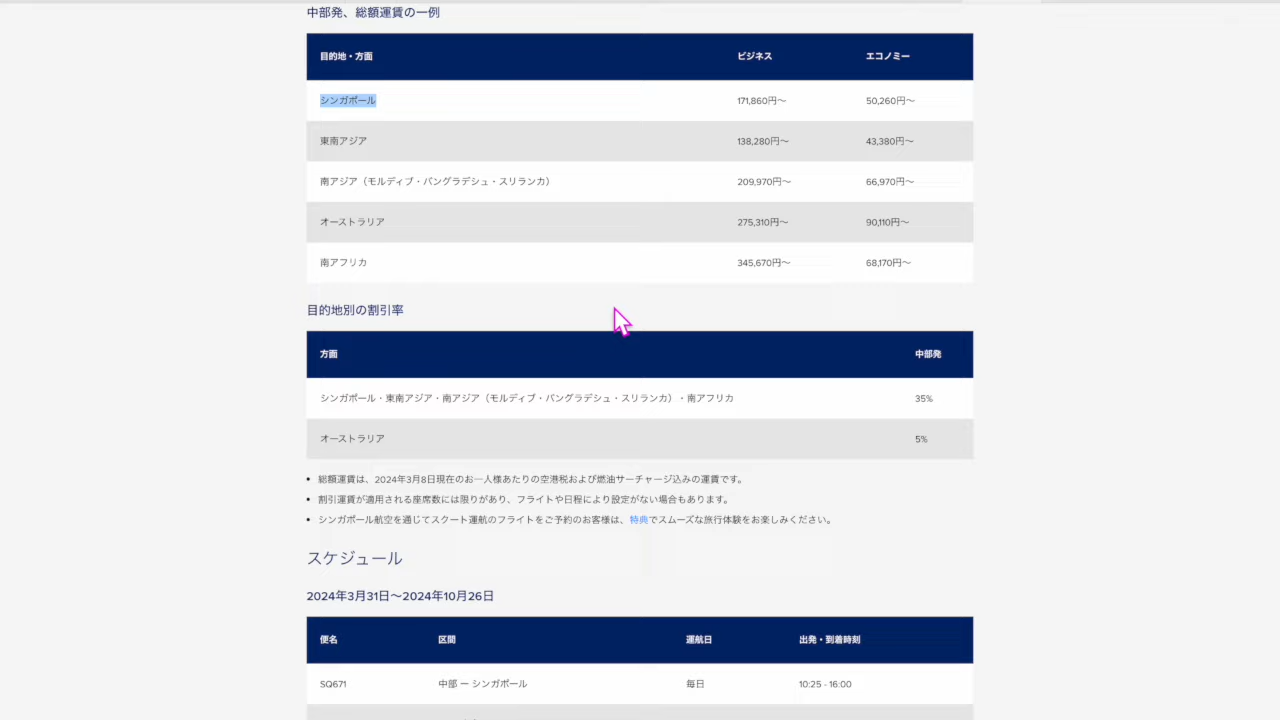 中部発、総額運賃の一例
目的地・方面 ビジネス エコノミー
シンガポール 171,860円〜 50,260円〜
東南アジア 138,280円〜 43,380円〜
南アジア（モルディブ・バングラデシュ・スリランカ） 209,970円〜 66,970円〜
オーストラリア 275,310円〜 90,110円〜
南アフリカ 345,670円〜 68,170円〜
目的地別の割引率
方面 中部発
シンガポール・東南アジア・南アジア（モルディブ・バングラデシュ・スリランカ）・南アフリカ 35%
オーストラリア 5%
• 総額運賃は、2024年3月8日現在のお一人様あたりの空港税および燃油サーチャージ込みの運賃です。
• 割引運賃が適用される座席数には限りがあり、フライトや日程により設定がない場合もあります。
• シンガポール航空を通じてスクート運航のフライトをご予約のお客様は、特典でスムーズな旅行体験をお楽しみください。
スケジュール
2024年3月31日〜2024年10月26日
便名 区間 運航日 出発・到着時刻
SQ671 中部 ー シンガポール 毎日 10:25 - 16:00